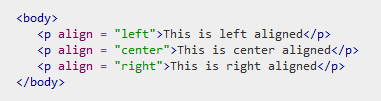 <body>
<p align = "left">This is left aligned</p>
<p align = "center">This is center aligned</p>
<p align = "right">This is right aligned</p>
</body>